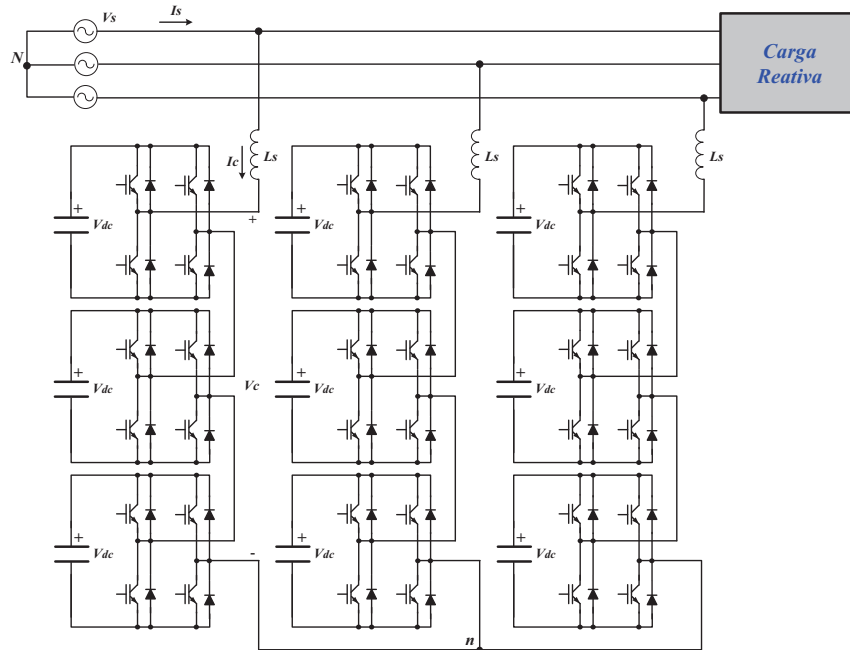 Vs
Is
N
Carga
Reativa
Ic
Ls
Ls
Ls
+
Vdc
+
+
Vdc
+
Vdc
+
Vdc
Vc
+
Vdc
+
Vdc
+
Vdc
-
+
Vdc
+
Vdc
n